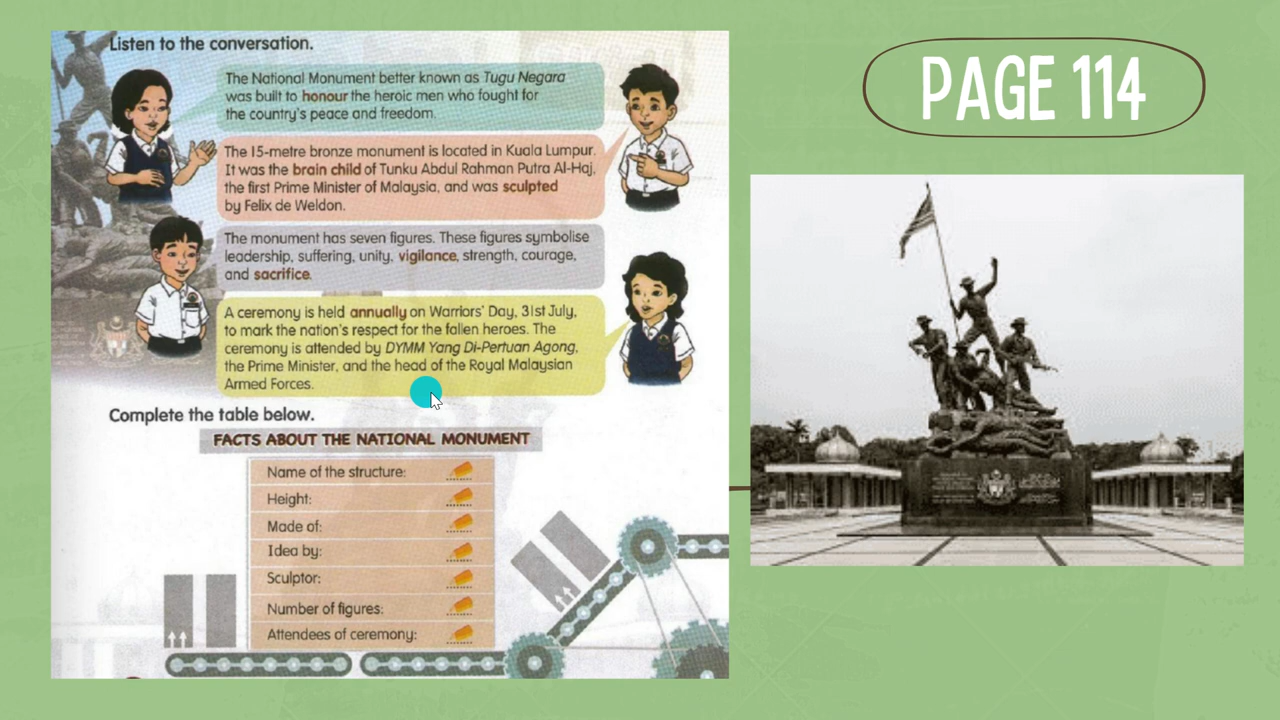 Listen to the conversation.
The National Monument better known as Tugu Negara
was built to honour the heroic men who fought for
the country's peace and freedom.
The 15-metre bronze monument is located in Kuala Lumpur.
It was the brain child of Tunku Abdul Rahman Putra Al-Haj,
the first Prime Minister of Malaysia, and was sculpted
by Felix de Weldon.
The monument has seven figures. These figures symbolise
leadership, suffering, unity, vigilance, strength, courage,
and sacrifice.
A ceremony is held annually on Warriors' Day, 31st July,
to mark the nation's respect for the fallen heroes. The
ceremony is attended by DYMM Yang Di-Pertuan Agong,
the Prime Minister, and the head of the Royal Malaysian
Armed Forces.
Complete the table below.
FACTS ABOUT THE NATIONAL MONUMENT
Name of the structure:
Height:
Made of:
Idea by:
Sculptor:
Number of figures:
Attendees of ceremony:
PAGE 114